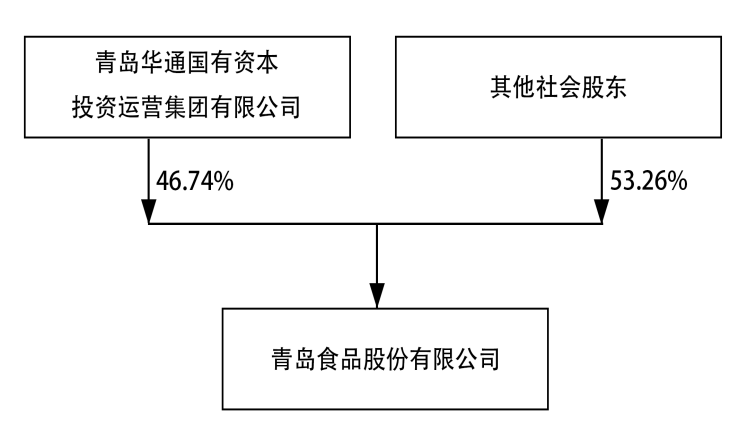 青岛华通国有资本
投资运营集团有限公司
其他社会股东
46.74%
53.26%
青岛食品股份有限公司